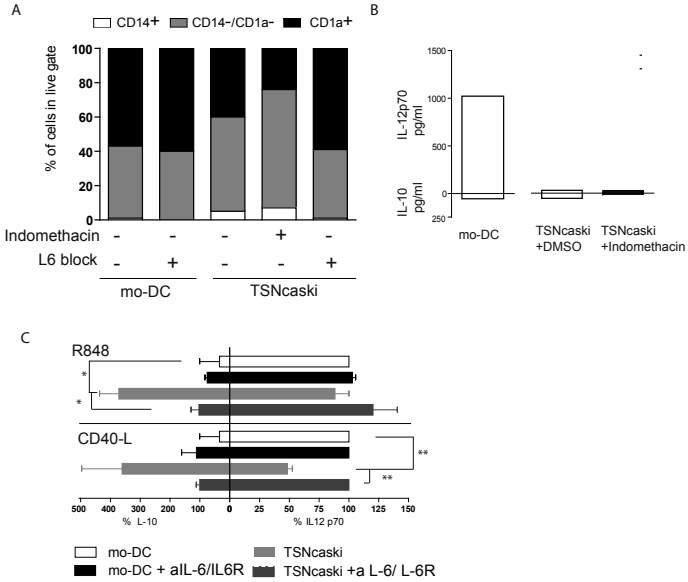 A
CD14+ CD14-/CD1a- CD1a+
% of cells in live gate
100
80
60
40
20
0
Indomethacin - - - + -
L6 block - + - - +
mo-DC TSNcaski
B
IL-12p70
pg/ml
IL-10
pg/ml
1500
1000
500
0
250
mo-DC
TSNcaski
+DMSO
TSNcaski
+Indomethacin
C
R848
*
*
CD40-L
**
**
500 400 300 200 100 0 25 50 75 100 125 150
% L-10 % IL12 p70
mo-DC TSNcaski
mo-DC + aIL-6/IL6R TSNcaski +a L-6/ L-6R